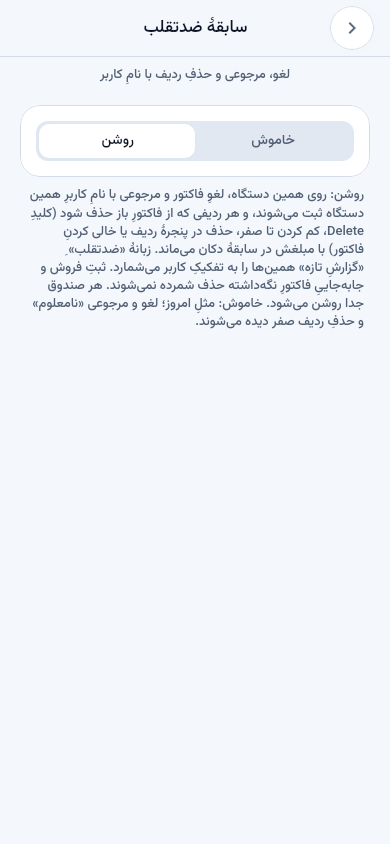 سابقهٔ ضدتقلب
لغو، مرجوعی و حذفِ ردیف با نامِ کاربر
خاموش
روشن
روشن: روی همین دستگاه، لغوِ فاکتور و مرجوعی با نامِ کاربرِ همین
دستگاه ثبت می‌شوند، و هر ردیفی که از فاکتورِ باز حذف شود (کلیدِ
Delete، کم کردن تا صفر، حذف در پنجرهٔ ردیف یا خالی کردنِ
فاکتور) با مبلغش در سابقهٔ دکان می‌ماند. زبانهٔ «ضدتقلب»ِ
«گزارشِ تازه» همین‌ها را به تفکیکِ کاربر می‌شمارد. ثبتِ فروش و
جابه‌جاییِ فاکتورِ نگه‌داشته حذف شمرده نمی‌شوند. هر صندوق
جدا روشن می‌شود. خاموش: مثلِ امروز؛ لغو و مرجوعی «نامعلوم»
و حذفِ ردیف صفر دیده می‌شوند.